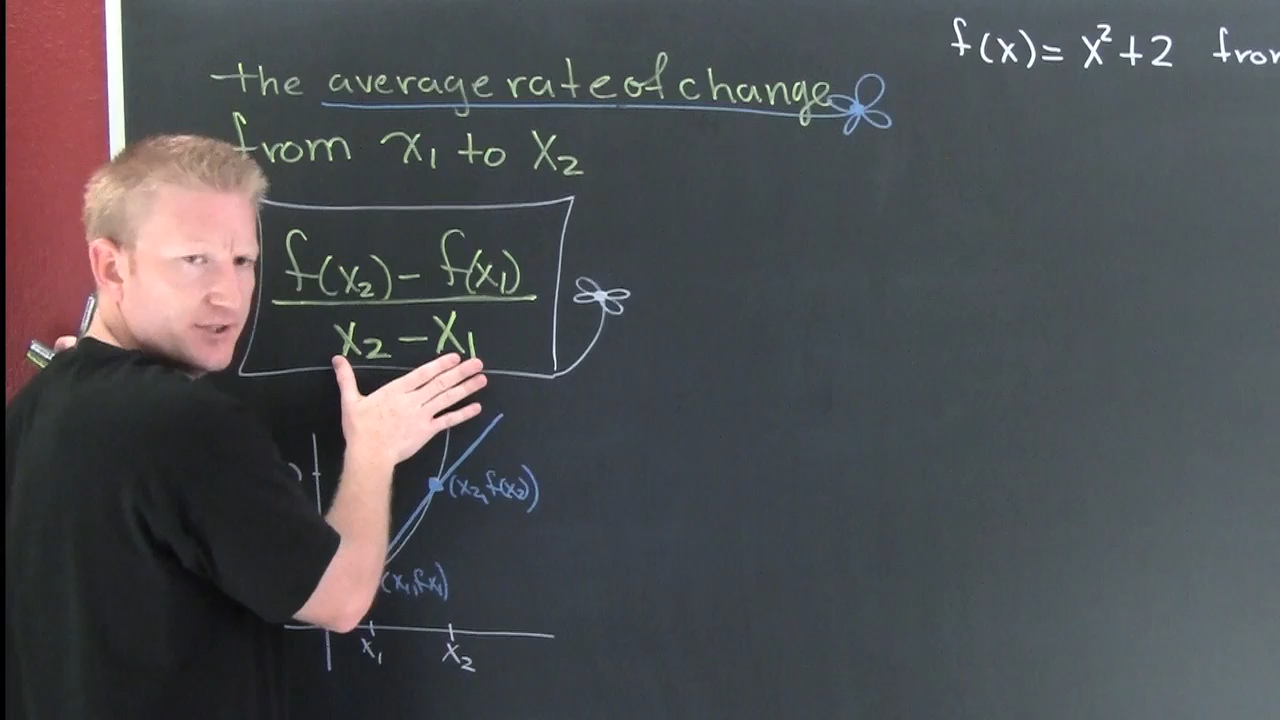 the average rate of change
from x₁ to x₂
f(x₂) - f(x₁)
x₂ - x₁
(x₂, f(x₂))
(x₁, f(x₁)
x₁ x₂
f(x) = x² + 2